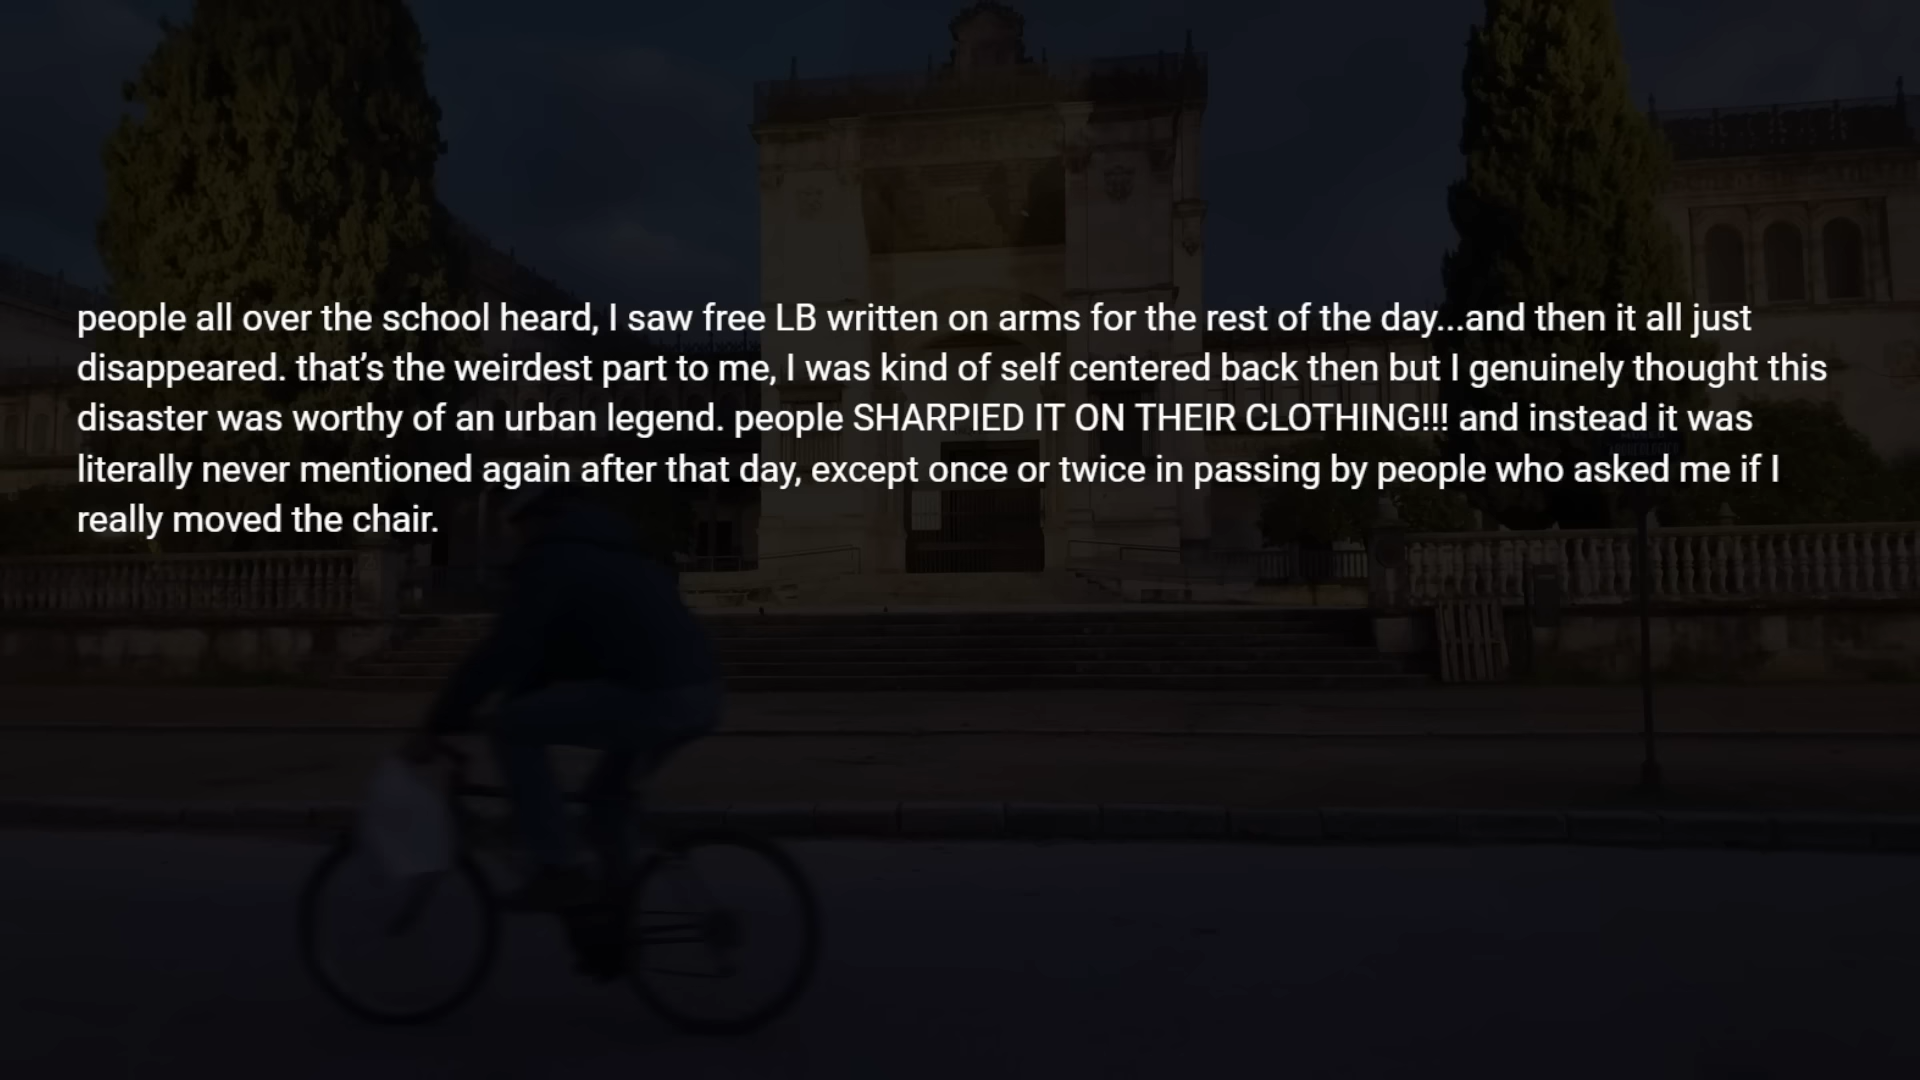 people all over the school heard, I saw free LB written on arms for the rest of the day...and then it all just
disappeared. that’s the weirdest part to me, I was kind of self centered back then but I genuinely thought this
disaster was worthy of an urban legend. people SHARPIED IT ON THEIR CLOTHING!!! and instead it was
literally never mentioned again after that day, except once or twice in passing by people who asked me if I
really moved the chair.